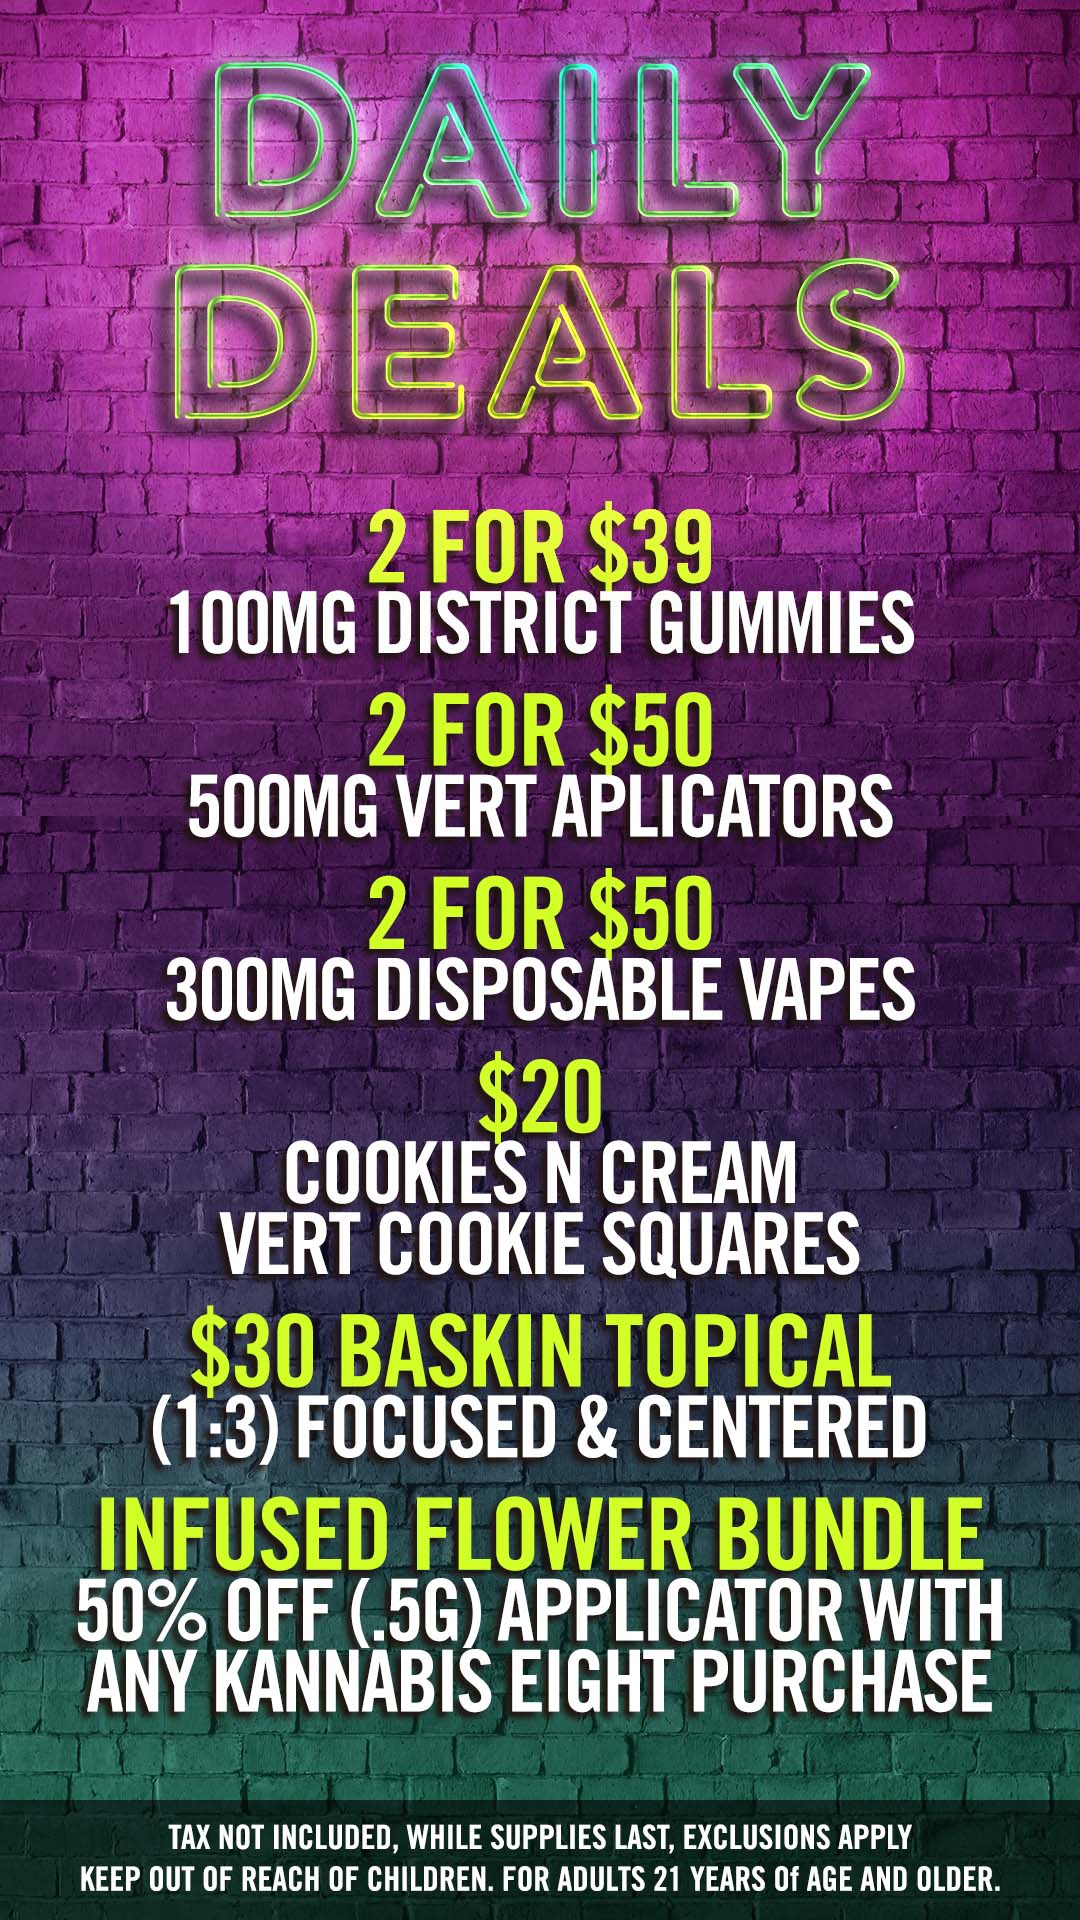 DAILY
DEALS
2 FOR $39
100MG DISTRICT GUMMIES
2 FOR $50
500MG VERT APLICATORS
2 FOR $50
300MG DISPOSABLE VAPES
$20
COOKIES N CREAM
VERT COOKIE SQUARES
$30 BASKIN TOPICAL
(1:3) FOCUSED & CENTERED
INFUSED FLOWER BUNDLE
50% OFF (.5G) APPLICATOR WITH
ANY KANNABIS EIGHT PURCHASE
TAX NOT INCLUDED, WHILE SUPPLIES LAST, EXCLUSIONS APPLY
KEEP OUT OF REACH OF CHILDREN. FOR ADULTS 21 YEARS Of AGE AND OLDER.